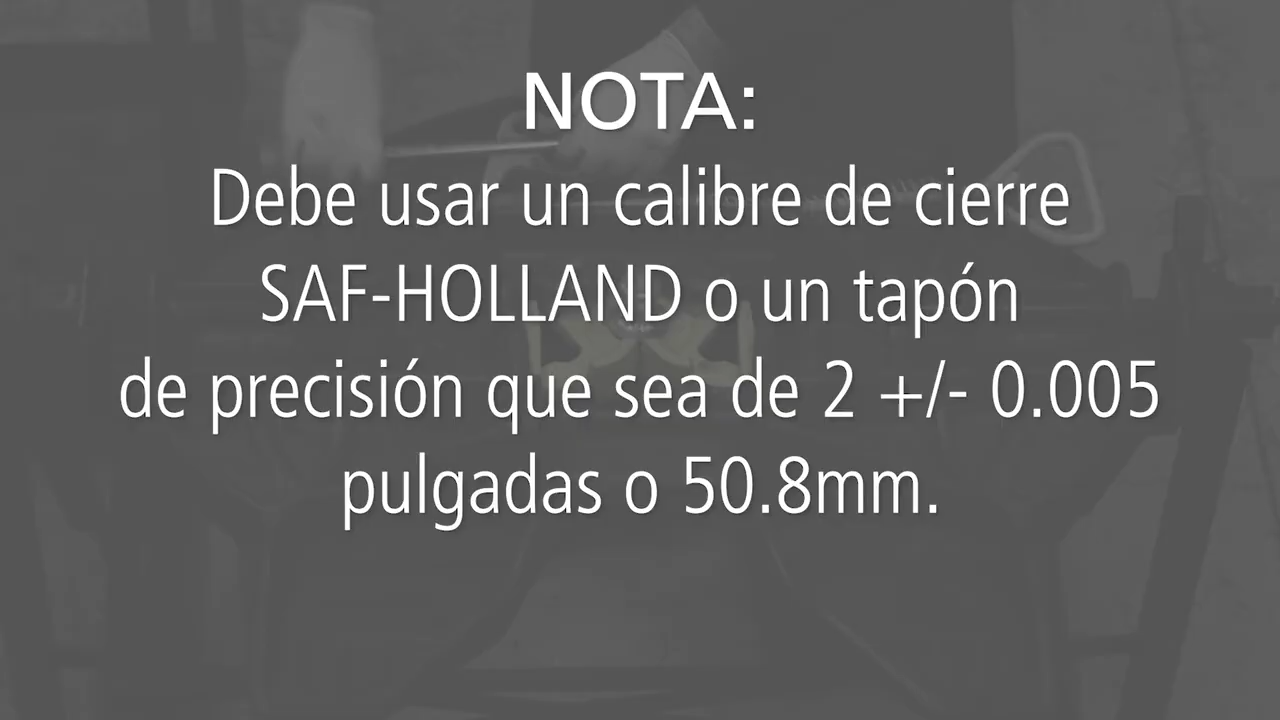 NOTA:
Debe usar un calibre de cierre
SAF-HOLLAND o un tapón
de precisión que sea de 2 +/- 0.005
pulgadas o 50.8mm.